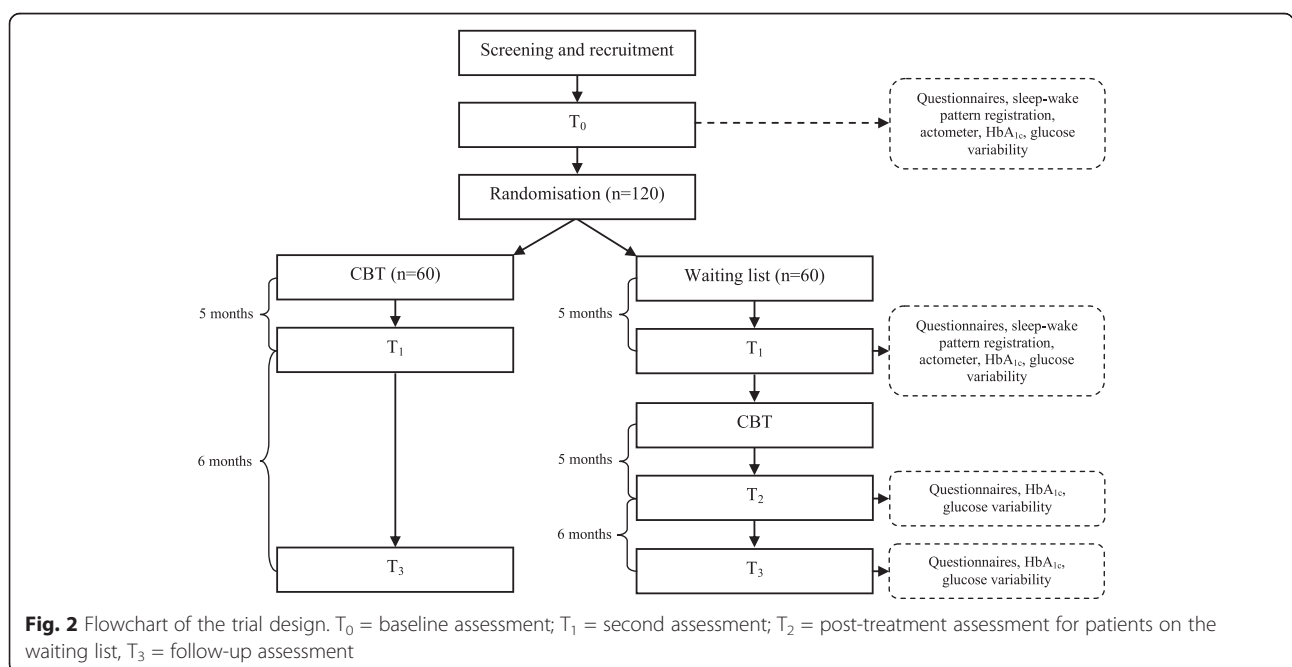 Screening and recruitment
T₀
Questionnaires, sleep-wake
pattern registration,
actometer, HbA₁c, glucose
variability
Randomisation (n=120)
CBT (n=60)
Waiting list (n=60)
5 months
5 months
T₁
T₁
Questionnaires, sleep-wake
pattern registration,
actometer, HbA₁c, glucose
variability
CBT
6 months
5 months
T₂
Questionnaires, HbA₁c,
glucose variability
6 months
T₃
T₃
Questionnaires, HbA₁c,
glucose variability
Fig. 2 Flowchart of the trial design. T₀ = baseline assessment; T₁ = second assessment; T₂ = post-treatment assessment for patients on the
waiting list, T₃ = follow-up assessment